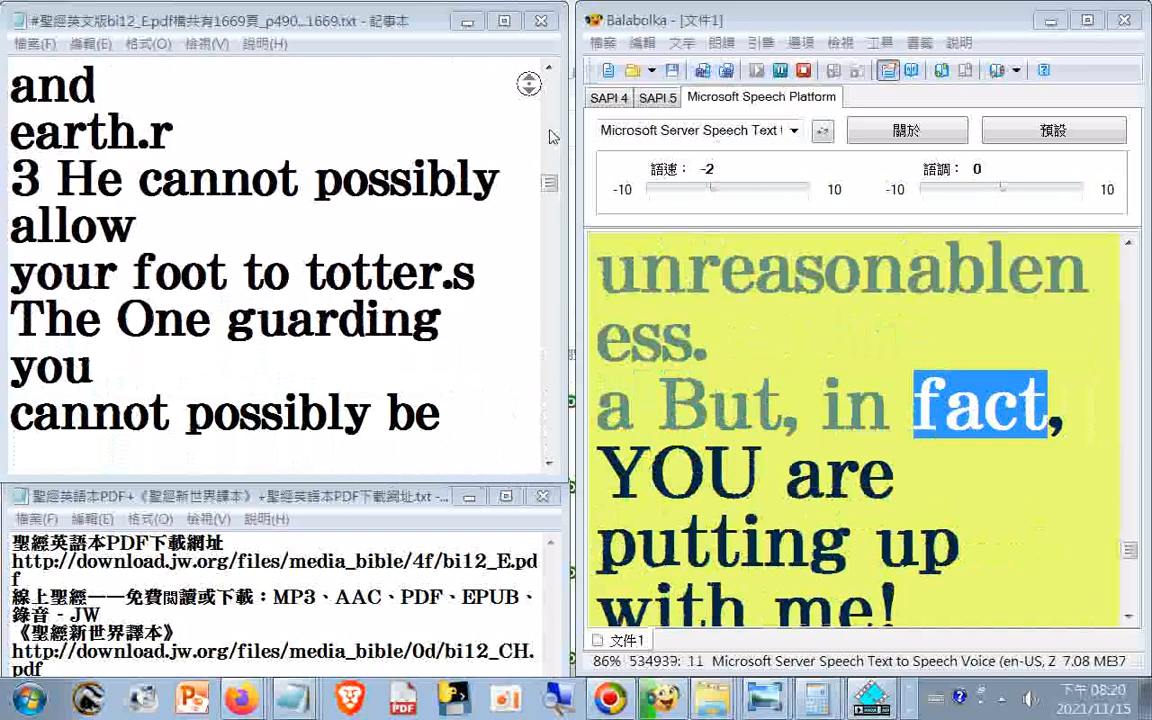 #聖經英文版bi12_E.pdf檔共有1669頁_p490...1669.txt - 記事本
檔案(F) 編輯(E) 格式(O) 檢視(V) 說明(H)
and
earth.r
3 He cannot possibly
allow
your foot to totter.s
The One guarding
you
cannot possibly be
聖經英語本PDF+《聖經新世界譯本》+聖經英語本PDF下載網址.txt - ...
檔案(F) 編輯(E) 格式(O) 檢視(V) 說明(H)
聖經英語本PDF下載網址
http://download.jw.org/files/media_bible/4f/bi12_E.pd
f
線上聖經——免費閱讀或下載：MP3、AAC、PDF、EPUB、
錄音 - JW
《聖經新世界譯本》
http://download.jw.org/files/media_bible/0d/bi12_CH.
pdf
Balabolka - [文件1]
檔案 編輯 文字 朗讀 引擎 選項 檢視 工具 書籤 說明
SAPI 4 SAPI 5 Microsoft Speech Platform
Microsoft Server Speech Text 關於 預設
語速： -2 語調： 0
-10 10 -10 10
unreasonablen
ess.
a But, in fact,
YOU are
putting up
with me!
文件1
86% 534939: 11 Microsoft Server Speech Text to Speech Voice (en-US, Z 7.08 MB37
下午 08:20
2021/11/15